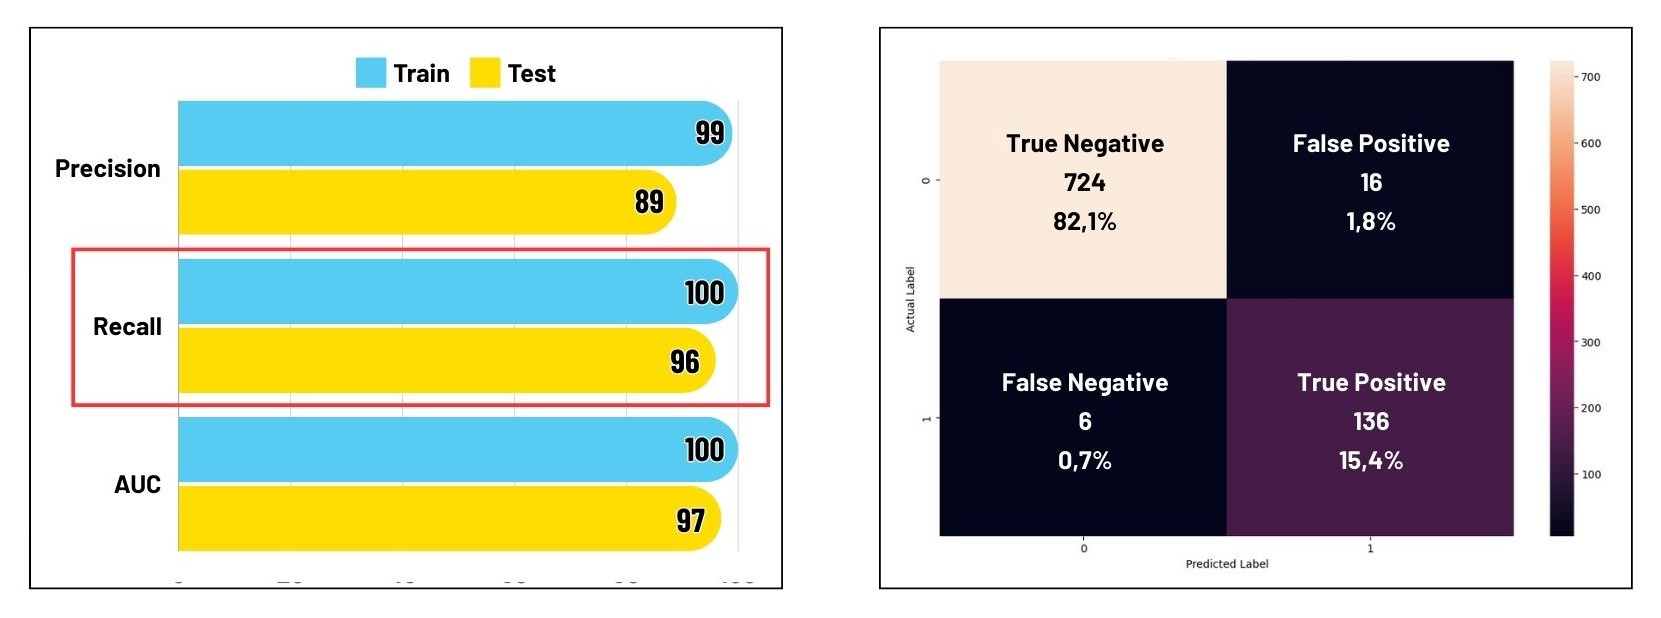 Train
Test
Precision
99
89
Recall
100
96
AUC
100
97
True Negative
724
82,1%
False Positive
16
1,8%
False Negative
6
0,7%
True Positive
136
15,4%
0
1
Actual Label
0
1
Predicted Label
700
600
500
400
300
200
100